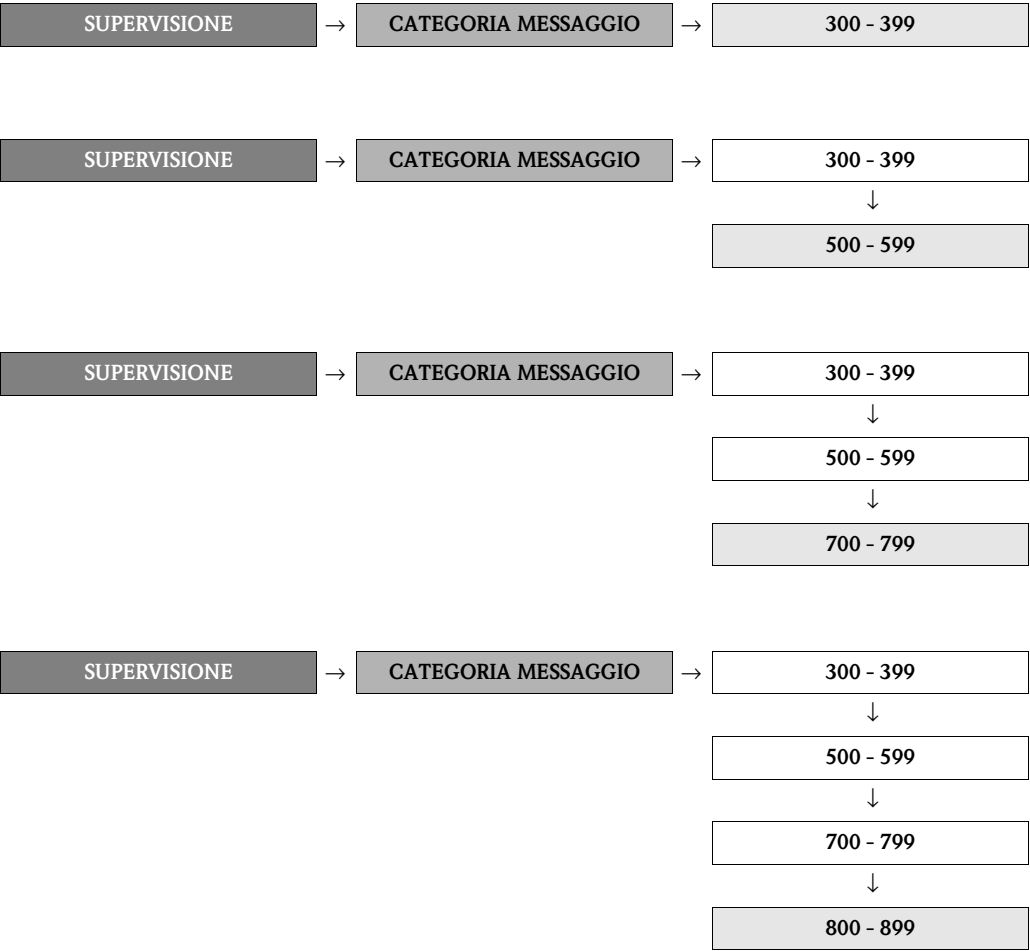 SUPERVISIONE → CATEGORIA MESSAGGIO → 300 - 399
SUPERVISIONE → CATEGORIA MESSAGGIO → 300 - 399
↓
500 - 599
SUPERVISIONE → CATEGORIA MESSAGGIO → 300 - 399
↓
500 - 599
↓
700 - 799
SUPERVISIONE → CATEGORIA MESSAGGIO → 300 - 399
↓
500 - 599
↓
700 - 799
↓
800 - 899